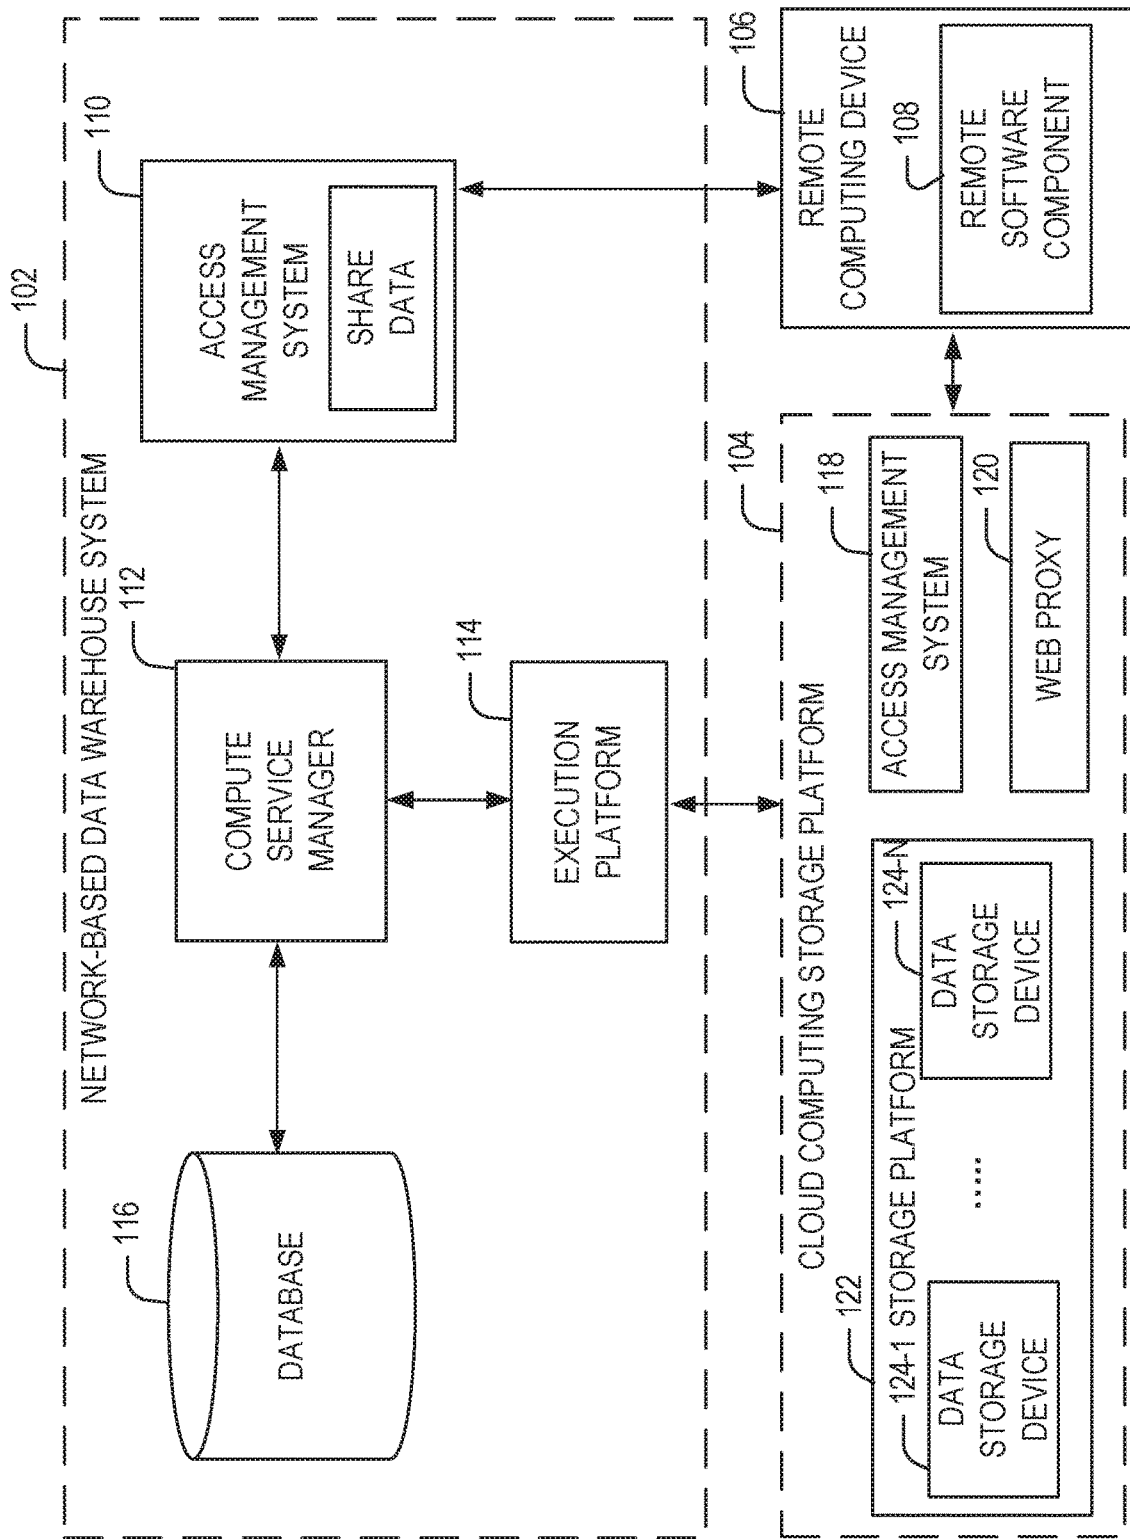 102
NETWORK-BASED DATA WAREHOUSE SYSTEM
116
DATABASE
112
COMPUTE
SERVICE
MANAGER
110
ACCESS
MANAGEMENT
SYSTEM
SHARE
DATA
114
EXECUTION
PLATFORM
104
CLOUD COMPUTING STORAGE PLATFORM
122
124-1 STORAGE PLATFORM
124-N
DATA
STORAGE
DEVICE
.....
DATA
STORAGE
DEVICE
118
ACCESS MANAGEMENT
SYSTEM
120
WEB PROXY
106
REMOTE
COMPUTING DEVICE
108
REMOTE
SOFTWARE
COMPONENT